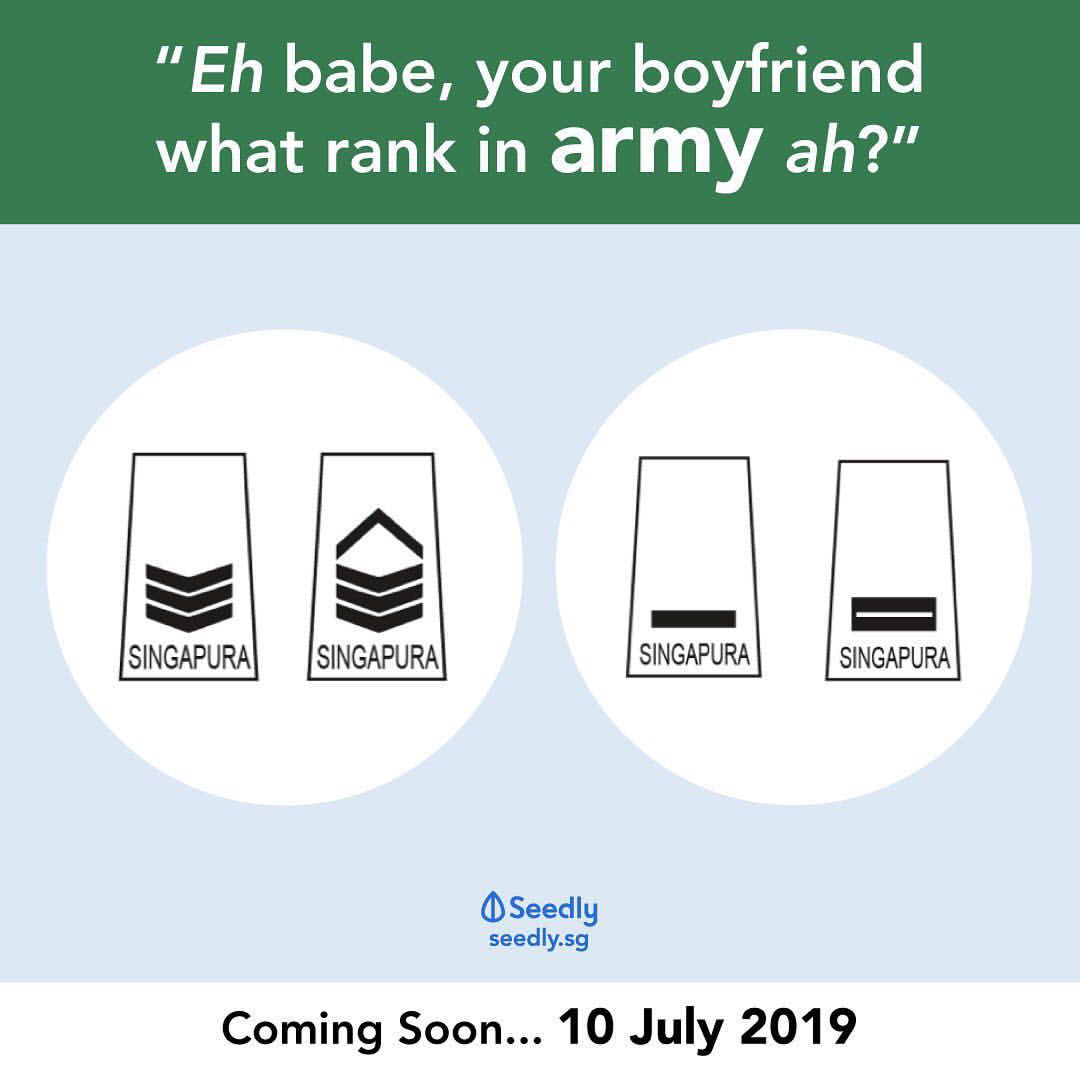 “Eh babe, your boyfriend
what rank in army ah?”
SINGAPURA
SINGAPURA
SINGAPURA
SINGAPURA
Seedly
seedly.sg
Coming Soon... 10 July 2019